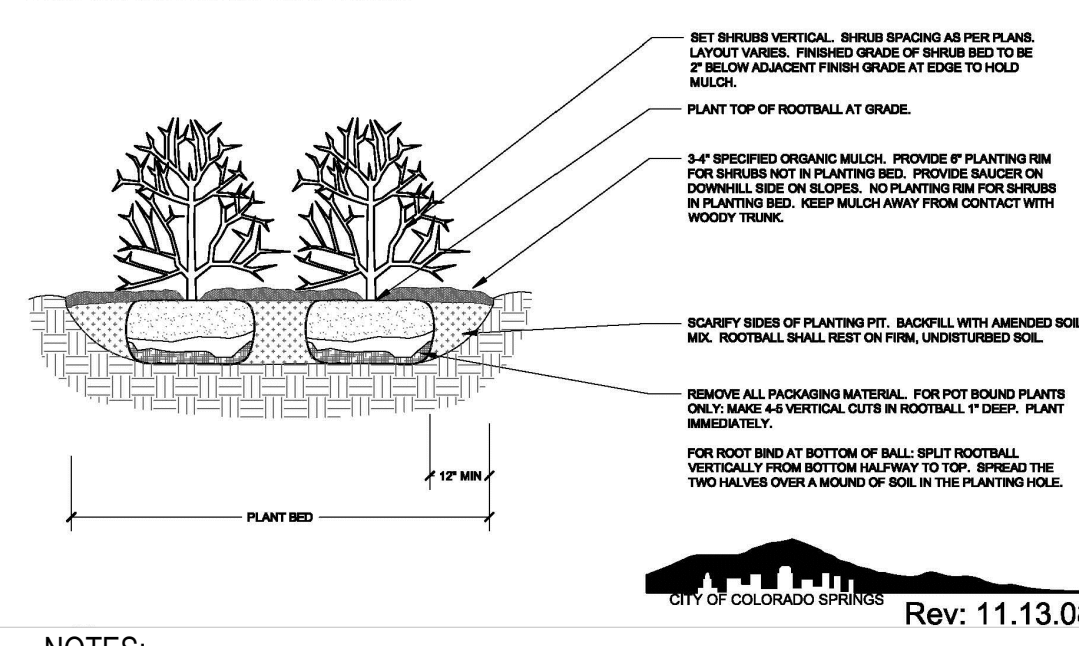 SET SHRUBS VERTICAL. SHRUB SPACING AS PER PLANS.
LAYOUT VARIES. FINISHED GRADE OF SHRUB BED TO BE
2" BELOW ADJACENT FINISH GRADE AT EDGE TO HOLD
MULCH.
PLANT TOP OF ROOTBALL AT GRADE.
3-4" SPECIFIED ORGANIC MULCH. PROVIDE 6" PLANTING RIM
FOR SHRUBS NOT IN PLANTING BED. PROVIDE SAUCER ON
DOWNHILL SIDE ON SLOPES. NO PLANTING RIM FOR SHRUBS
IN PLANTING BED. KEEP MULCH AWAY FROM CONTACT WITH
WOODY TRUNK.
SCARIFY SIDES OF PLANTING PIT. BACKFILL WITH AMENDED SOIL
MIX. ROOTBALL SHALL REST ON FIRM, UNDISTURBED SOIL.
REMOVE ALL PACKAGING MATERIAL. FOR POT BOUND PLANTS
ONLY: MAKE 4-5 VERTICAL CUTS IN ROOTBALL 1" DEEP. PLANT
IMMEDIATELY.
FOR ROOT BIND AT BOTTOM OF BALL: SPLIT ROOTBALL
VERTICALLY FROM BOTTOM HALFWAY TO TOP. SPREAD THE
TWO HALVES OVER A MOUND OF SOIL IN THE PLANTING HOLE.
12" MIN
PLANT BED
CITY OF COLORADO SPRINGS
Rev: 11.13.08
NOTES: